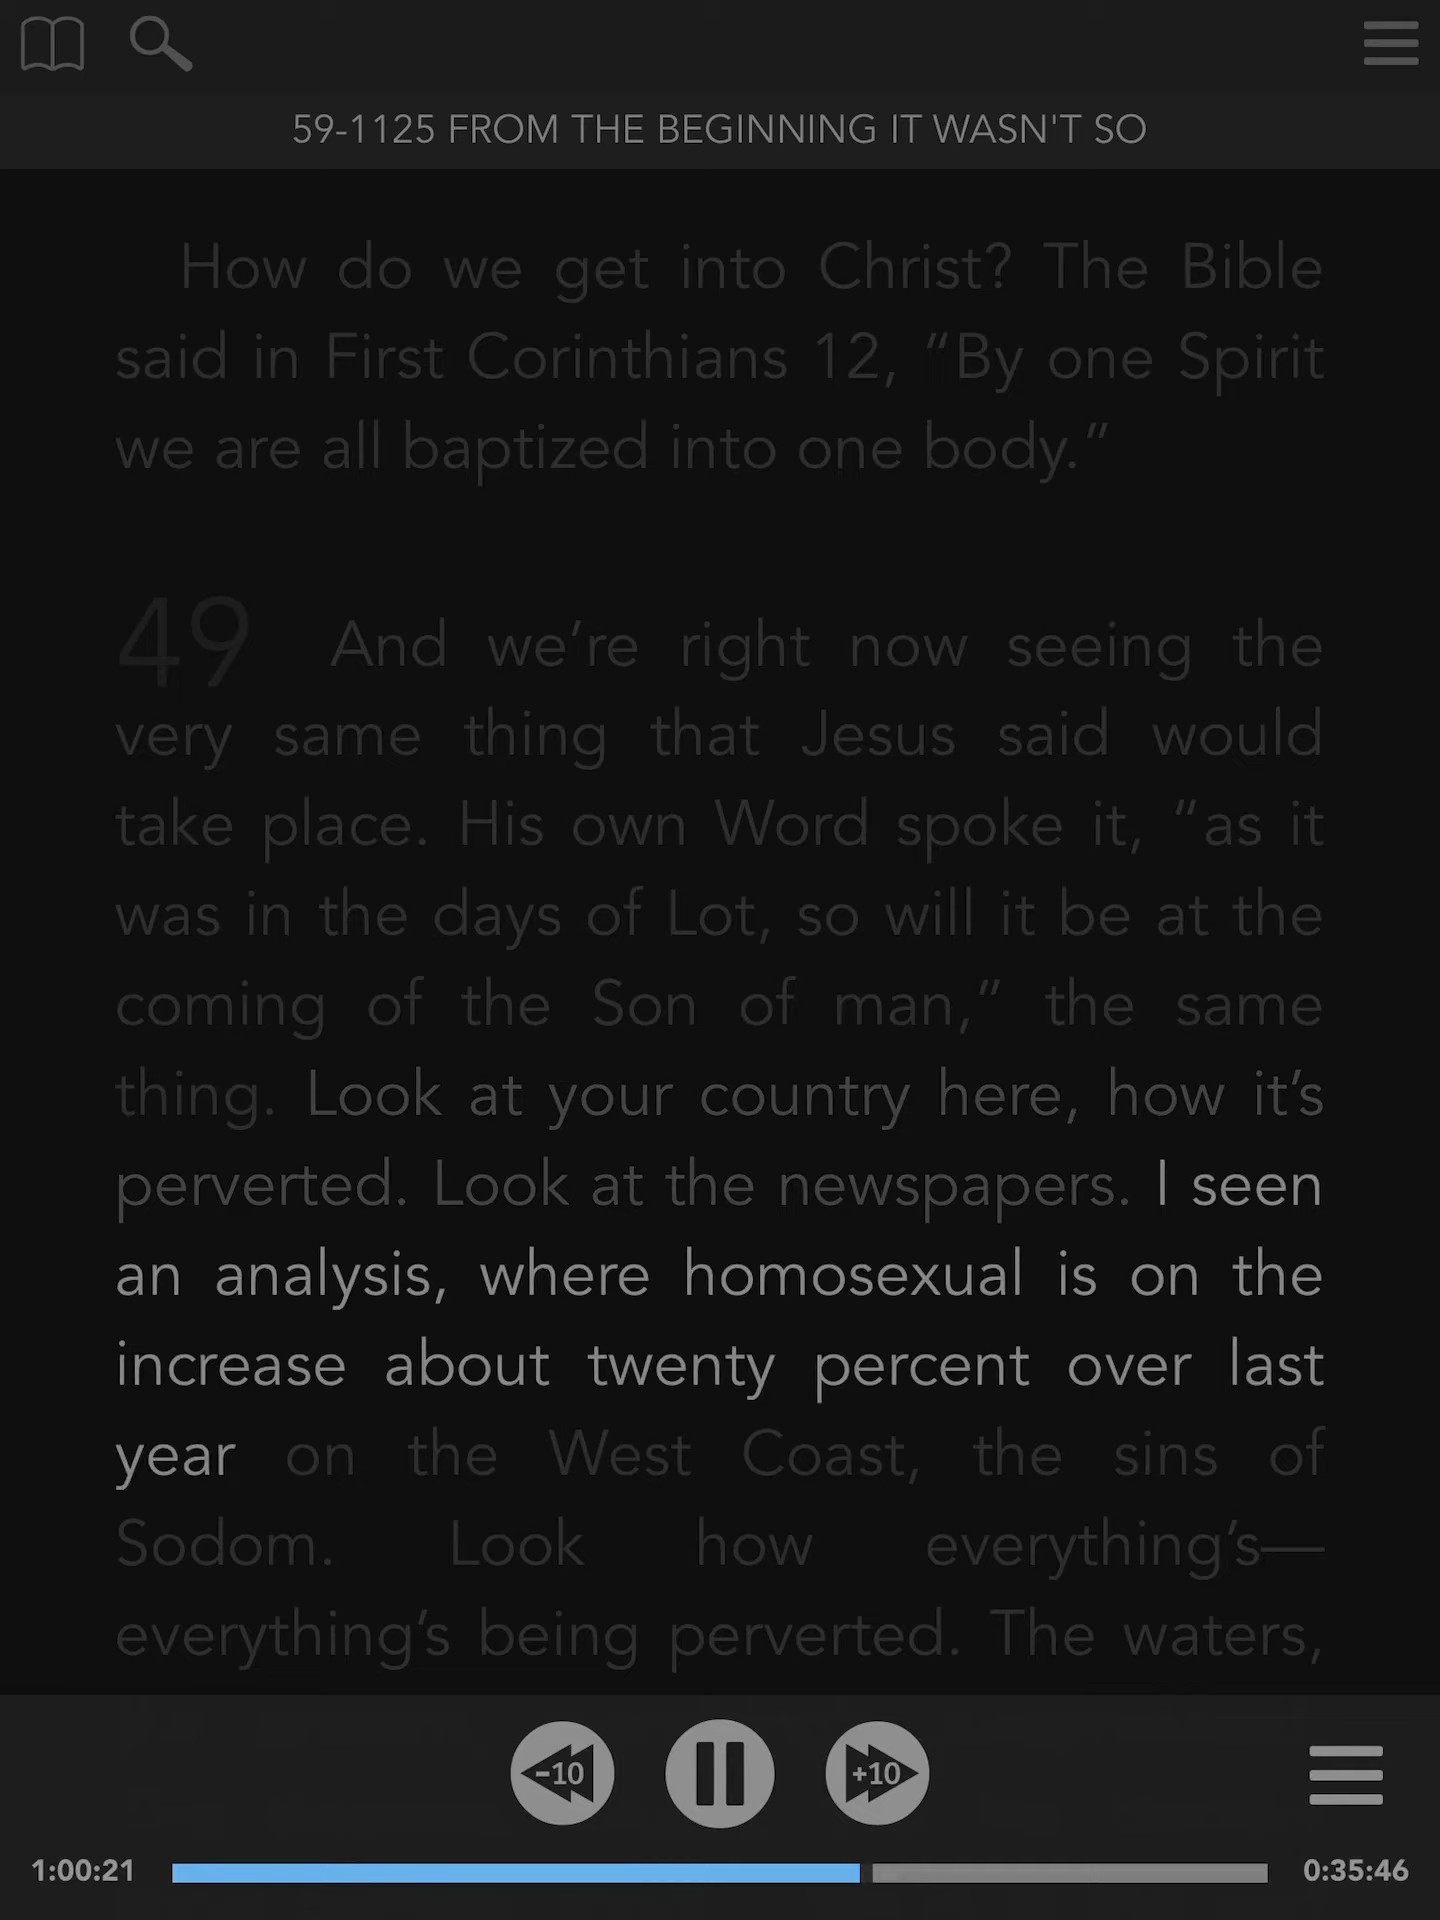 59-1125 FROM THE BEGINNING IT WASN'T SO
How do we get into Christ? The Bible
said in First Corinthians 12, “By one Spirit
we are all baptized into one body.”
49 And we’re right now seeing the
very same thing that Jesus said would
take place. His own Word spoke it, “as it
was in the days of Lot, so will it be at the
coming of the Son of man,” the same
thing. Look at your country here, how it’s
perverted. Look at the newspapers. I seen
an analysis, where homosexual is on the
increase about twenty percent over last
year on the West Coast, the sins of
Sodom. Look how everything’s—
everything’s being perverted. The waters,
-10 +10
1:00:21 0:35:46